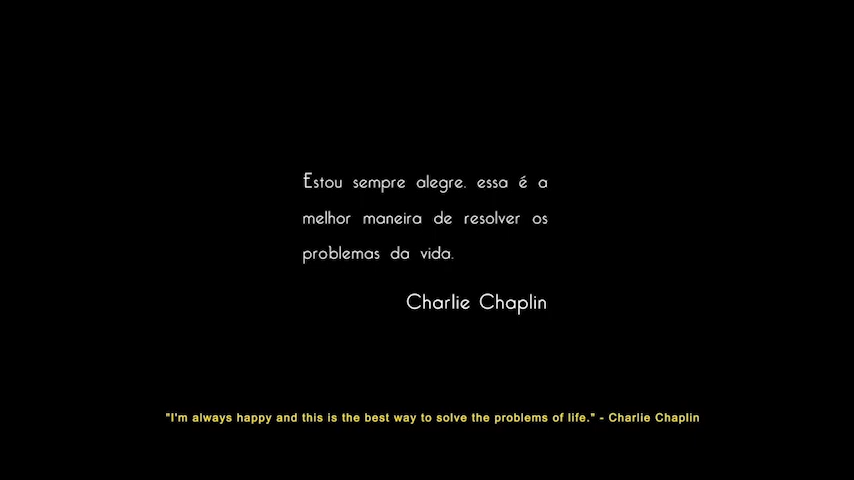 Estou sempre alegre. essa é a
melhor maneira de resolver os
problemas da vida.
Charlie Chaplin
"I'm always happy and this is the best way to solve the problems of life." - Charlie Chaplin